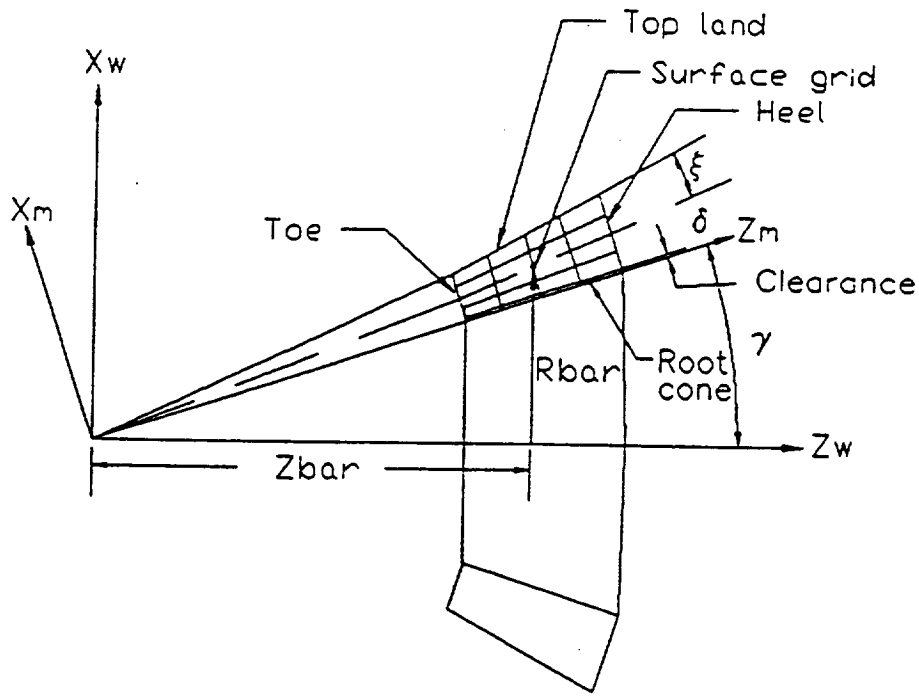 Top land
Xw
Surface grid
Heel
ξ
Xm
Toe
δ
Zm
Clearance
γ
Rbar
Root
cone
Zw
Zbar